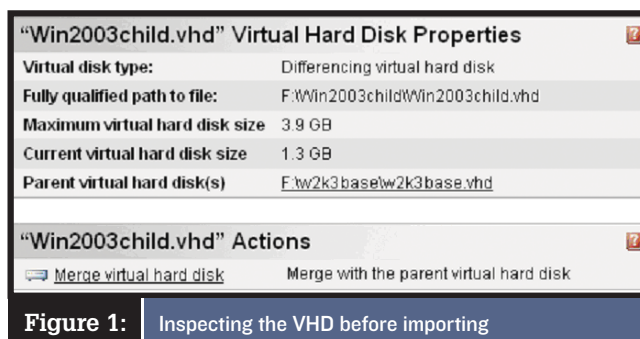 “Win2003child.vhd” Virtual Hard Disk Properties
Virtual disk type: Differencing virtual hard disk
Fully qualified path to file: F:\Win2003child\Win2003child.vhd
Maximum virtual hard disk size 3.9 GB
Current virtual hard disk size 1.3 GB
Parent virtual hard disk(s) F:\w2k3base\w2k3base.vhd
“Win2003child.vhd” Actions
Merge virtual hard disk Merge with the parent virtual hard disk
Figure 1: Inspecting the VHD before importing